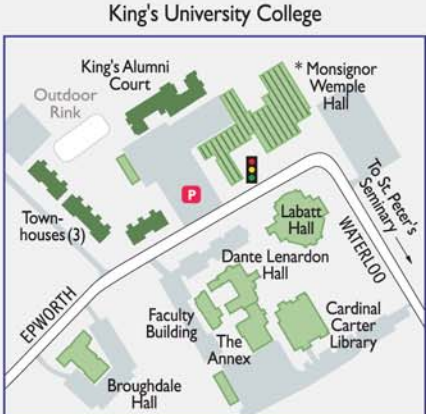 King's University College
King's Alumni
Court
* Monsignor
Wemple
Hall
Outdoor
Rink
P
To St. Peter's
Seminary
Town-
houses (3)
Labatt
Hall
WATERLOO
Dante Lenardon
Hall
EPWORTH
Faculty
Building
The
Annex
Cardinal
Carter
Library
Broughdale
Hall